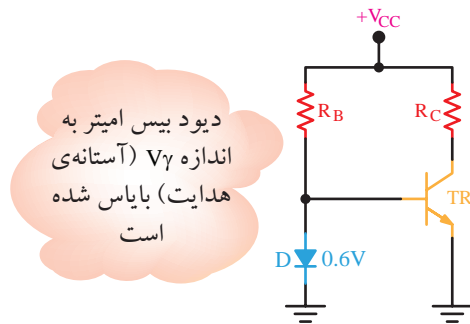 دیود بیس امیتر به
اندازه Vγ (آستانه‌ی
هدایت) بایاس شده
است
+VCC
RB
RC
TR
D 0.6V